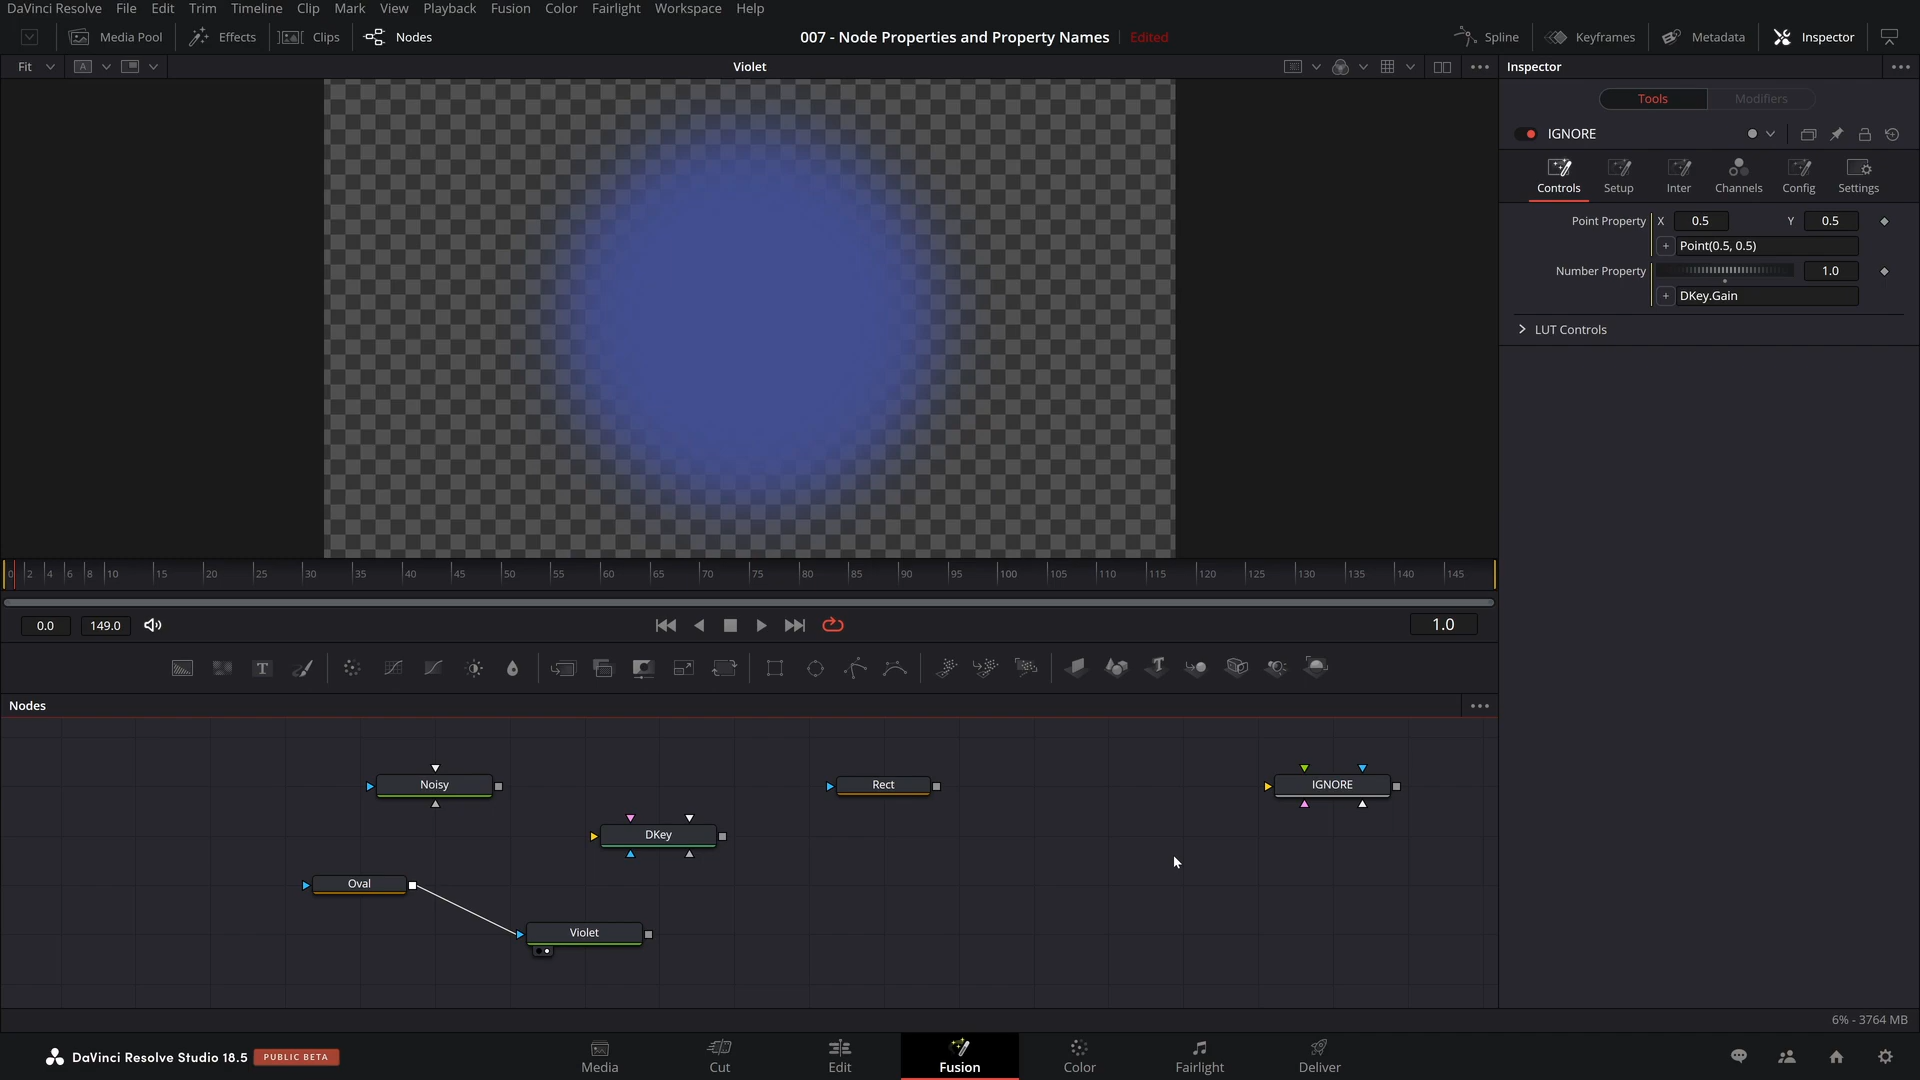 DaVinci Resolve File Edit Trim Timeline Clip Mark View Playback Fusion Color Fairlight Workspace Help
Media Pool Effects Clips Nodes 007 - Node Properties and Property Names Edited Spline Keyframes Metadata Inspector
Fit A Violet Inspector
Tools Modifiers
IGNORE
Controls Setup Inter Channels Config Settings
Point Property X 0.5 Y 0.5
Point(0.5, 0.5)
Number Property 1.0
DKey.Gain
LUT Controls
0 2 4 6 8 10 15 20 25 30 35 40 45 50 55 60 65 70 75 80 85 90 95 100 105 110 115 120 125 130 135 140 145
0.0 149.0 1.0
Nodes
Noisy Rect IGNORE
DKey
Oval
Violet
6% - 3764 MB
DaVinci Resolve Studio 18.5 PUBLIC BETA
Media Cut Edit Fusion Color Fairlight Deliver